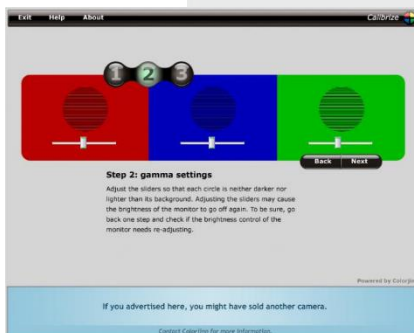 Exit Help About Calibrize
1 2 3
Back Next
Step 2: gamma settings
Adjust the sliders so that each circle is neither darker nor
lighter than its background. Adjusting the sliders may cause
the brightness of the monitor to go off again. To be sure, go
back one step and check if the brightness control of the
monitor needs re-adjusting.
Powered by Colorjin
If you advertised here, you might have sold another camera.
Contact Colorjinn for more information.